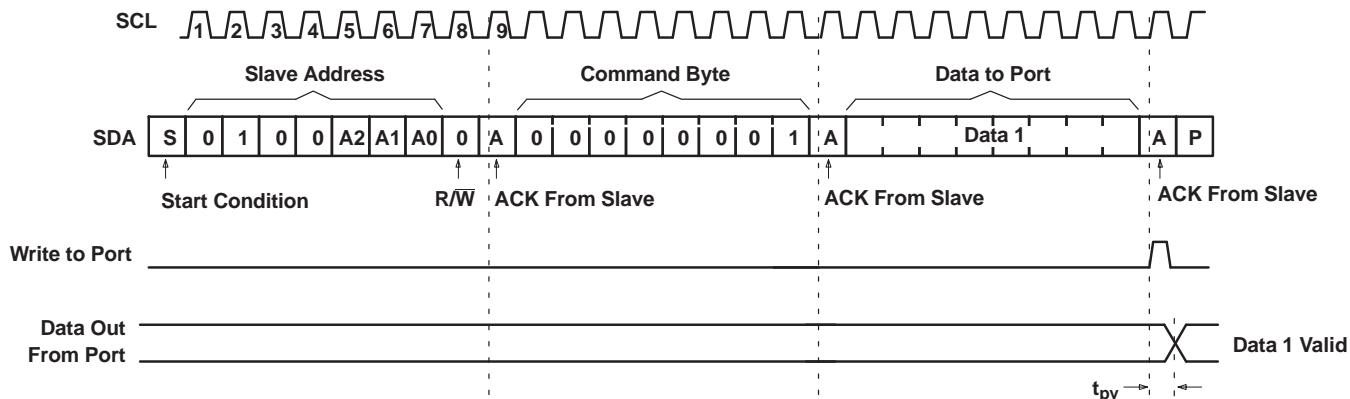 SCL 1 2 3 4 5 6 7 8 9
Slave Address Command Byte Data to Port
SDA S 0 1 0 0 A2 A1 A0 0 A 0 0 0 0 0 0 0 1 A Data 1 A P
Start Condition R/W ACK From Slave ACK From Slave ACK From Slave
Write to Port
Data Out
From Port
Data 1 Valid
tpv